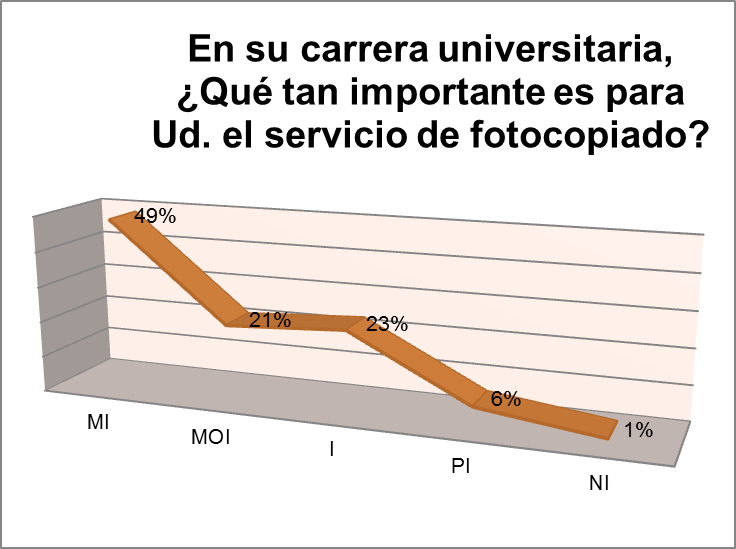 En su carrera universitaria,
¿Qué tan importante es para
Ud. el servicio de fotocopiado?
49%
21%
23%
6%
1%
MI
MOI
I
PI
NI